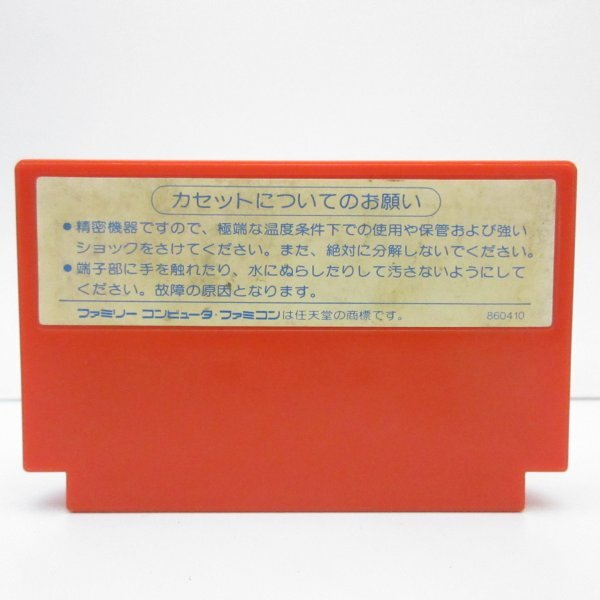 カセットについてのお願い
●精密機器ですので、極端な温度条件下での使用や保管および強い
ショックをさけてください。また、絶対に分解しないでください。
●端子部に手を触れたり、水にぬらしたりして汚さないようにして
ください。故障の原因となります。
ファミリー コンピュータ・ファミコンは任天堂の商標です。 860410